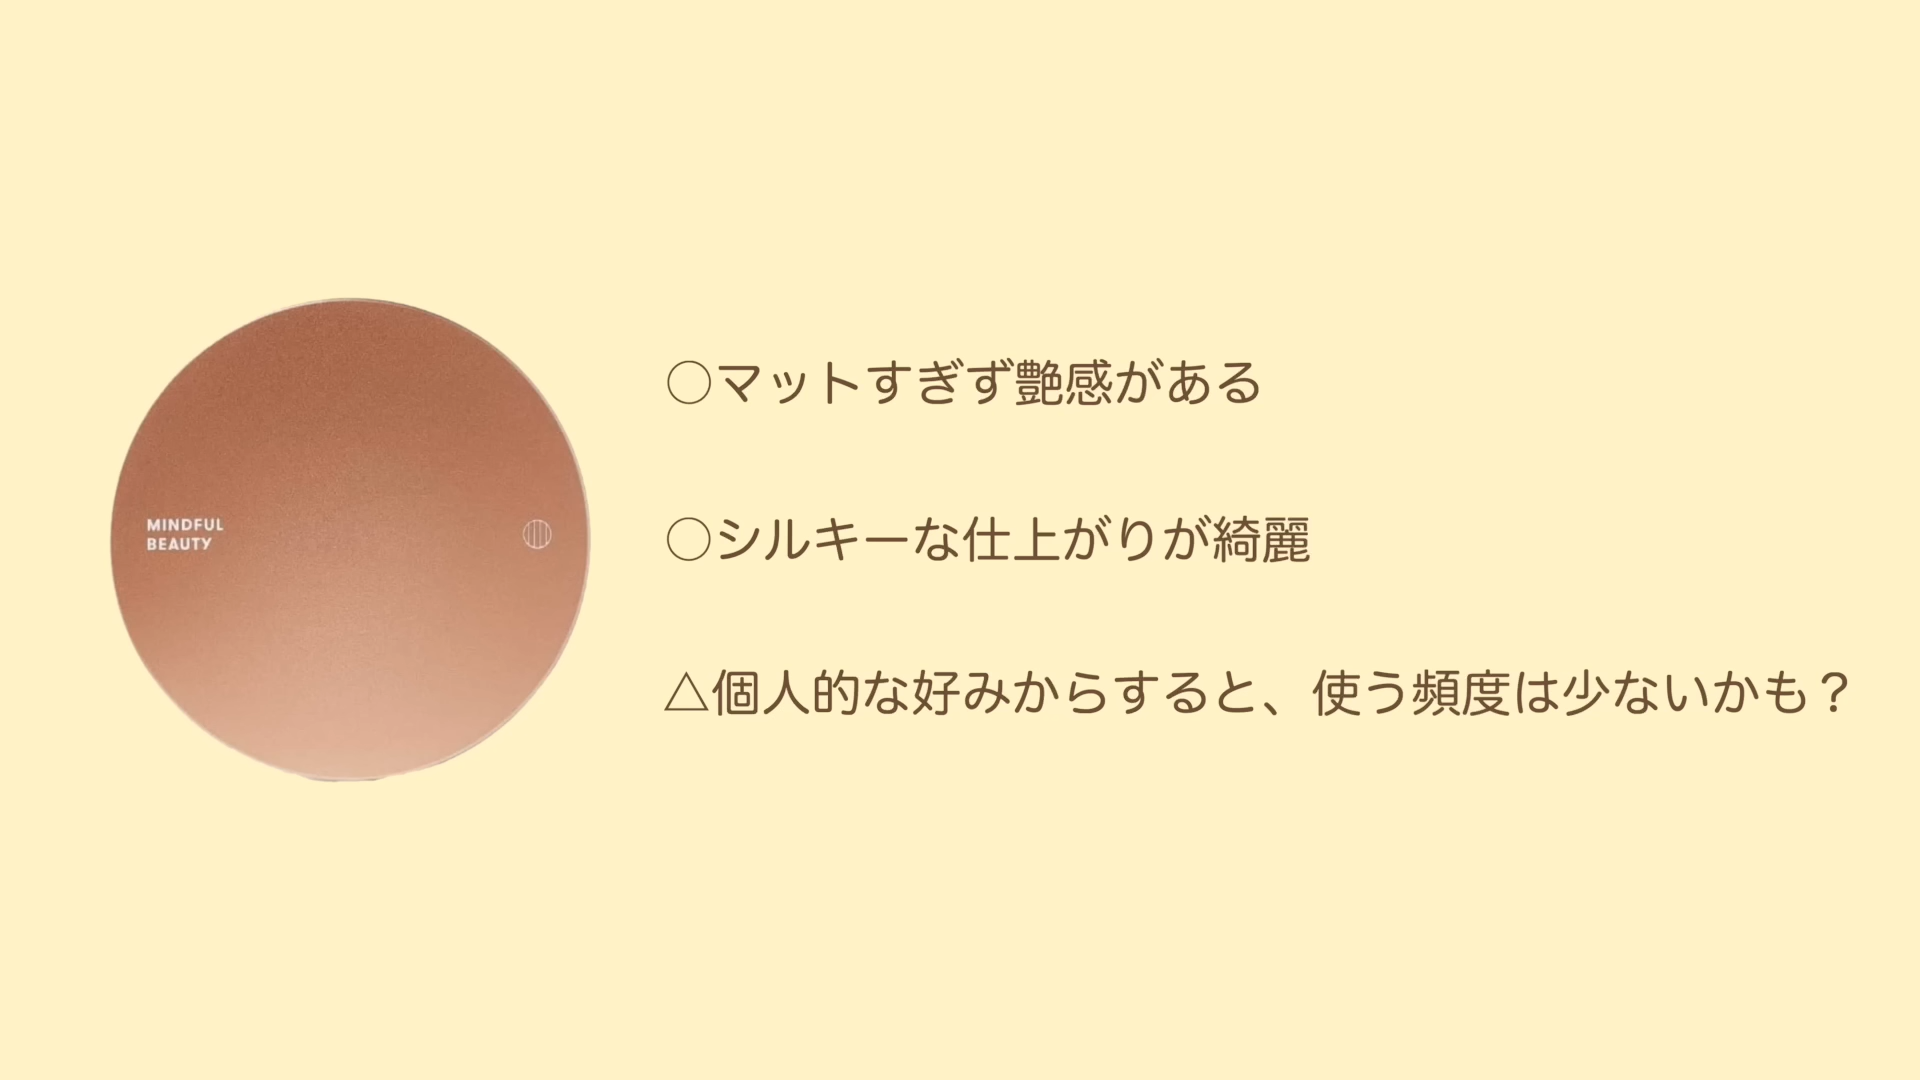 MINDFUL
BEAUTY
○マットすぎず艶感がある
○シルキーな仕上がりが綺麗
△個人的な好みからすると、使う頻度は少ないかも？